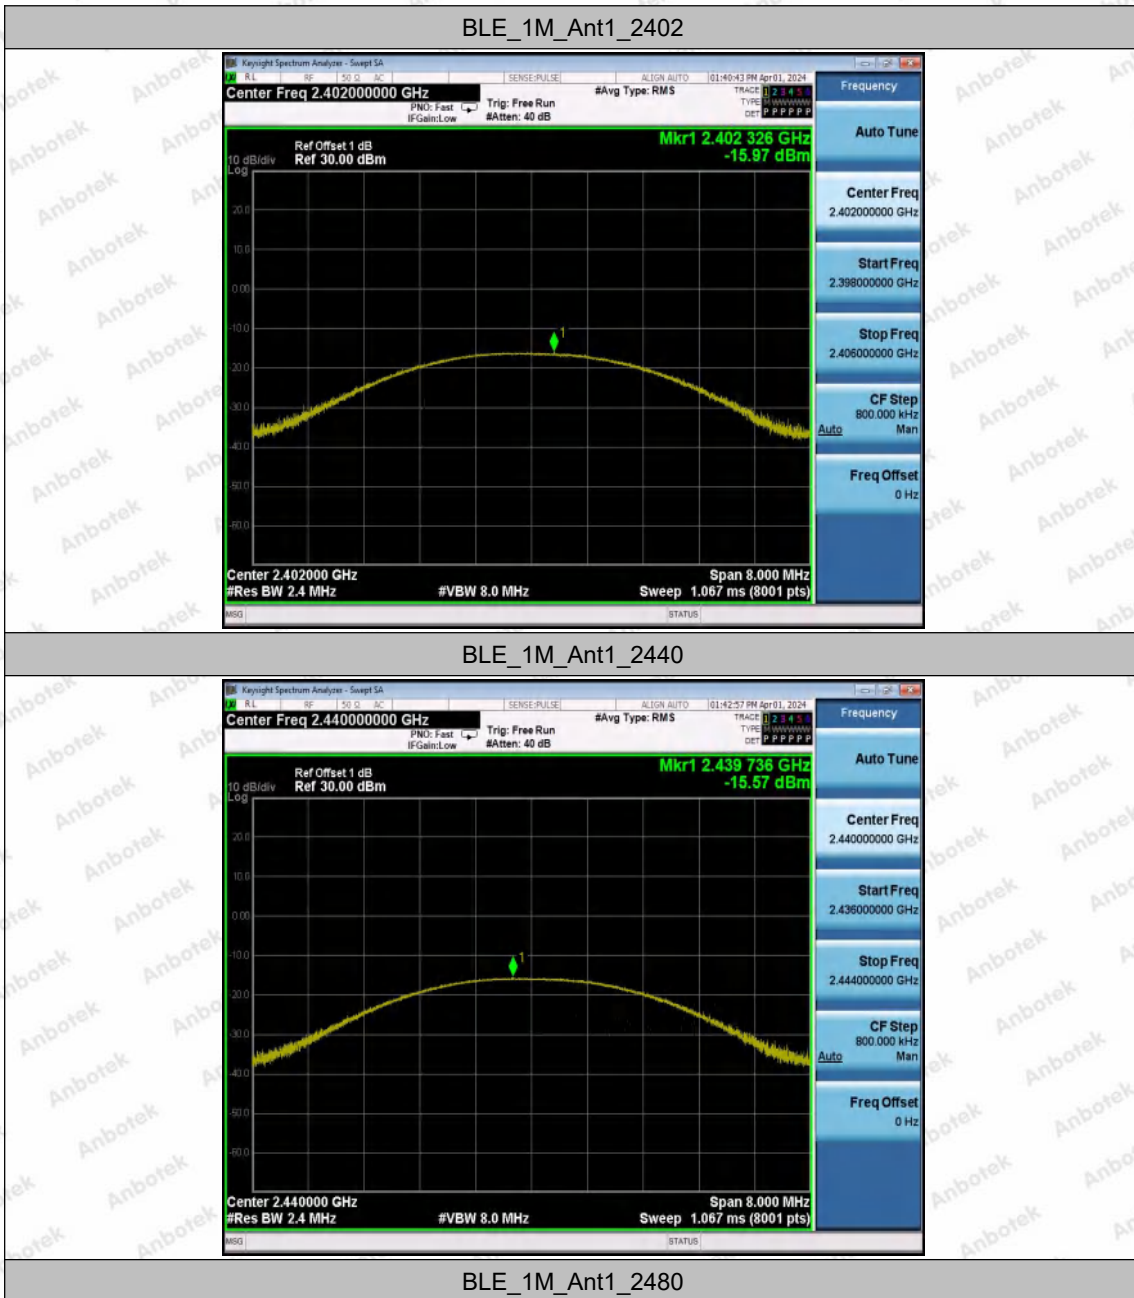 BLE_1M_Ant1_2402
Keysight Spectrum Analyzer - Swept SA
RL RF 50 Ω AC SENSE:PULSE ALIGN AUTO 01:40:43 PM Apr 01, 2024
Center Freq 2.402000000 GHz #Avg Type: RMS TRACE 1 2 3 4 5 6
PNO: Fast Trig: Free Run TYPE M WWWWW
IFGain:Low #Atten: 40 dB DET P P P P P P
Frequency
Auto Tune
Mkr1 2.402 326 GHz
-15.97 dBm
Ref Offset 1 dB
10 dB/div Ref 30.00 dBm
Log
20.0
10.0
0.00
-10.0
-20.0
-30.0
-40.0
-50.0
-60.0
1
Center Freq
2.402000000 GHz
Start Freq
2.398000000 GHz
Stop Freq
2.406000000 GHz
CF Step
800.000 kHz
Auto Man
Freq Offset
0 Hz
Center 2.402000 GHz Span 8.000 MHz
#Res BW 2.4 MHz #VBW 8.0 MHz Sweep 1.067 ms (8001 pts)
MSG STATUS
BLE_1M_Ant1_2440
Keysight Spectrum Analyzer - Swept SA
RL RF 50 Ω AC SENSE:PULSE ALIGN AUTO 01:42:57 PM Apr 01, 2024
Center Freq 2.440000000 GHz #Avg Type: RMS TRACE 1 2 3 4 5 6
PNO: Fast Trig: Free Run TYPE M WWWWW
IFGain:Low #Atten: 40 dB DET P P P P P P
Frequency
Auto Tune
Mkr1 2.439 736 GHz
-15.57 dBm
Ref Offset 1 dB
10 dB/div Ref 30.00 dBm
Log
20.0
10.0
0.00
-10.0
-20.0
-30.0
-40.0
-50.0
-60.0
1
Center Freq
2.440000000 GHz
Start Freq
2.436000000 GHz
Stop Freq
2.444000000 GHz
CF Step
800.000 kHz
Auto Man
Freq Offset
0 Hz
Center 2.440000 GHz Span 8.000 MHz
#Res BW 2.4 MHz #VBW 8.0 MHz Sweep 1.067 ms (8001 pts)
MSG STATUS
BLE_1M_Ant1_2480
Anbotek